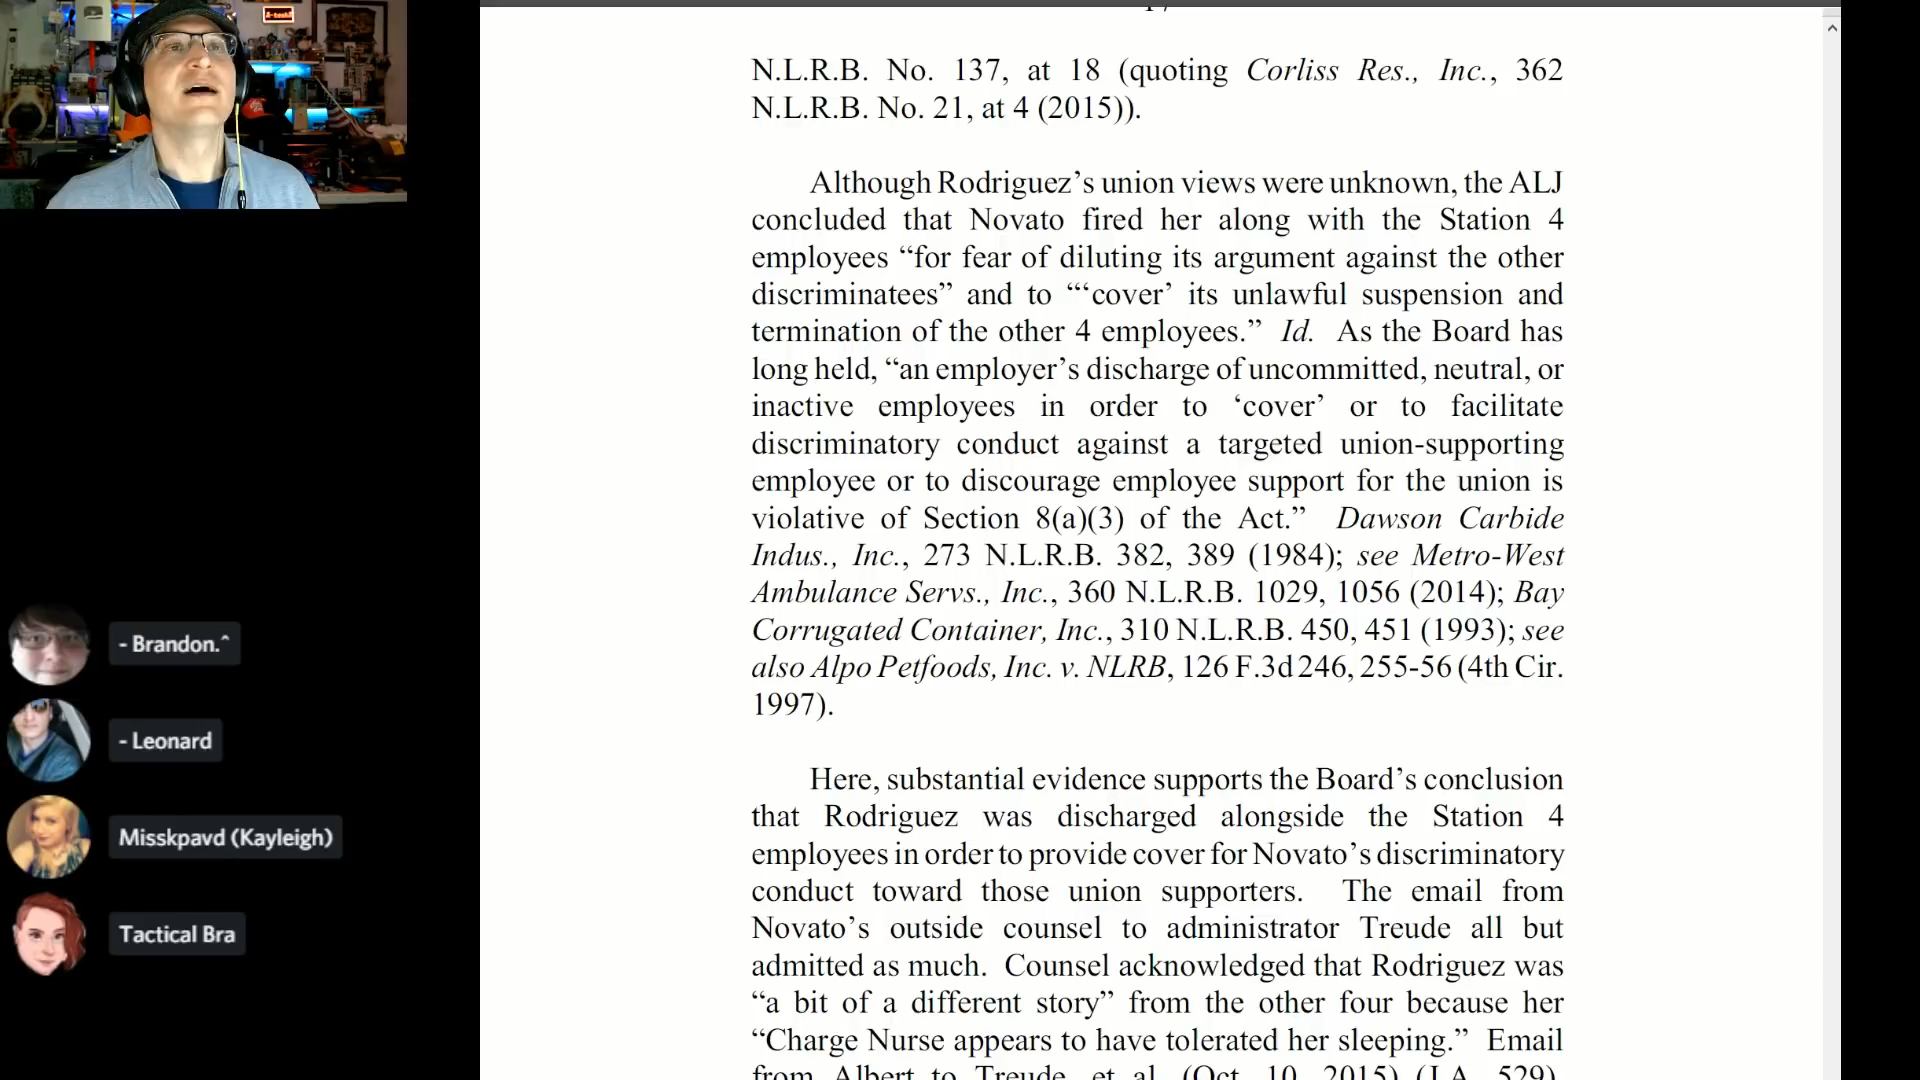 N.L.R.B. No. 137, at 18 (quoting Corliss Res., Inc., 362
N.L.R.B. No. 21, at 4 (2015)).
Although Rodriguez’s union views were unknown, the ALJ
concluded that Novato fired her along with the Station 4
employees “for fear of diluting its argument against the other
discriminatees” and to “‘cover’ its unlawful suspension and
termination of the other 4 employees.” Id. As the Board has
long held, “an employer’s discharge of uncommitted, neutral, or
inactive employees in order to ‘cover’ or to facilitate
discriminatory conduct against a targeted union-supporting
employee or to discourage employee support for the union is
violative of Section 8(a)(3) of the Act.” Dawson Carbide
Indus., Inc., 273 N.L.R.B. 382, 389 (1984); see Metro-West
Ambulance Servs., Inc., 360 N.L.R.B. 1029, 1056 (2014); Bay
Corrugated Container, Inc., 310 N.L.R.B. 450, 451 (1993); see
also Alpo Petfoods, Inc. v. NLRB, 126 F.3d 246, 255-56 (4th Cir.
1997).
Here, substantial evidence supports the Board’s conclusion
that Rodriguez was discharged alongside the Station 4
employees in order to provide cover for Novato’s discriminatory
conduct toward those union supporters. The email from
Novato’s outside counsel to administrator Treude all but
admitted as much. Counsel acknowledged that Rodriguez was
“a bit of a different story” from the other four because her
“Charge Nurse appears to have tolerated her sleeping.” Email
from Albert to Treude, et al. (Oct. 10, 2015) (J.A. 529).
- Brandon.^
- Leonard
Misskpavd (Kayleigh)
Tactical Bra